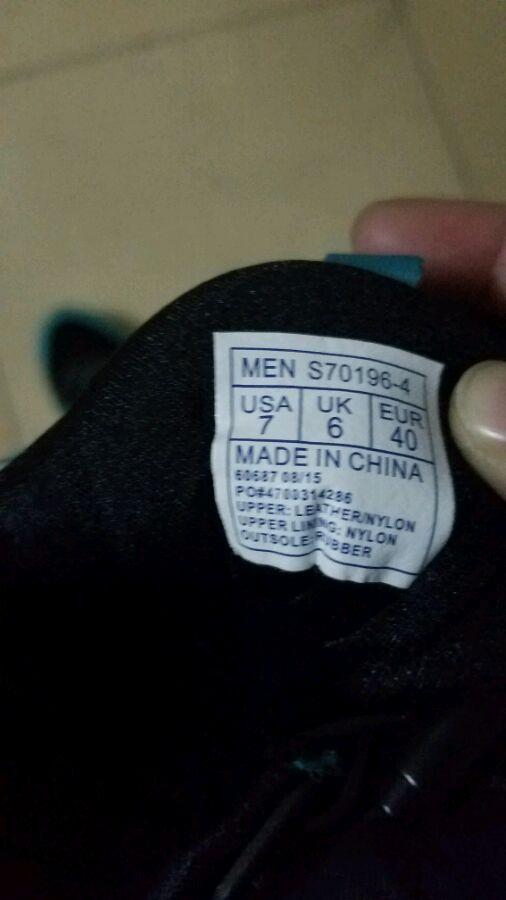 MEN S70196-4
USA UK EUR
7 6 40
MADE IN CHINA
60687 08/15
PO#4700314286
UPPER: LEATHER/NYLON
UPPER LINING: NYLON
OUTSOLE: RUBBER